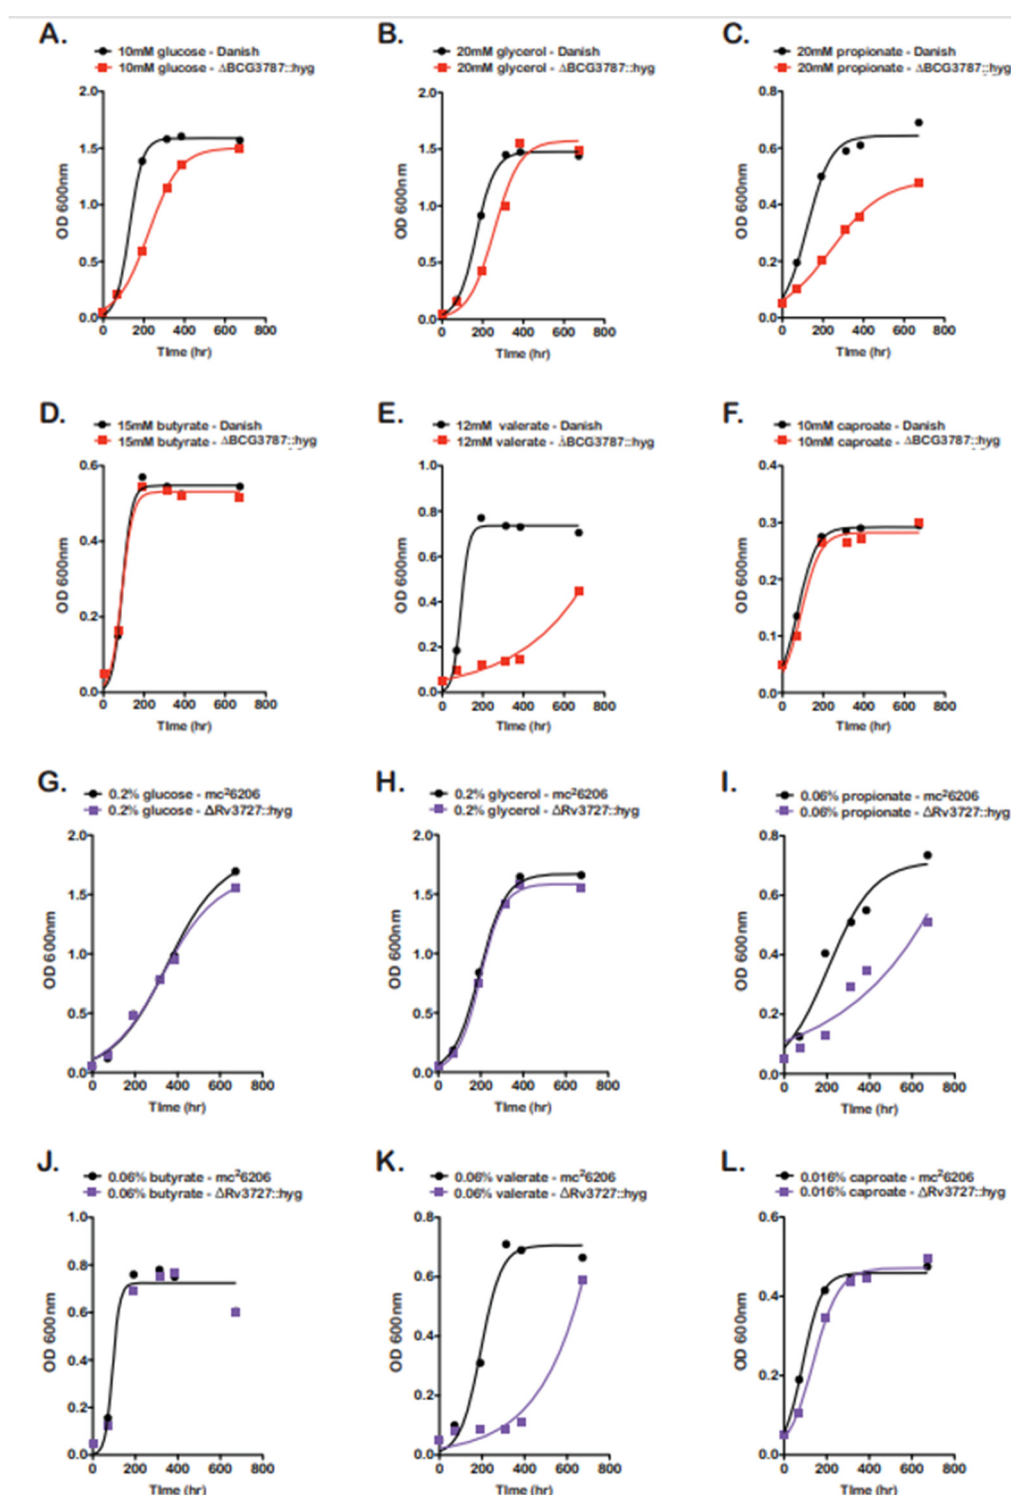 A.
10mM glucose - Danish
10mM glucose - ΔBCG3787::hyg
OD 600nm
2.0
1.5
1.0
0.5
0.0
0 200 400 600 800
TIme (hr)
B.
20mM glycerol - Danish
20mM glycerol - ΔBCG3787::hyg
OD 600nm
2.0
1.5
1.0
0.5
0.0
0 200 400 600 800
TIme (hr)
C.
20mM propionate - Danish
20mM propionate - ΔBCG3787::hyg
OD 600nm
0.8
0.6
0.4
0.2
0.0
0 200 400 600 800
TIme (hr)
D.
15mM butyrate - Danish
15mM butyrate - ΔBCG3787::hyg
OD 600nm
0.6
0.4
0.2
0.0
0 200 400 600 800
TIme (hr)
E.
12mM valerate - Danish
12mM valerate - ΔBCG3787::hyg
OD 600nm
1.0
0.8
0.6
0.4
0.2
0.0
0 200 400 600 800
TIme (hr)
F.
10mM caproate - Danish
10mM caproate - ΔBCG3787::hyg
OD 600nm
0.4
0.3
0.2
0.1
0.0
0 200 400 600 800
TIme (hr)
G.
0.2% glucose - mc²6206
0.2% glucose - ΔRv3727::hyg
OD 600nm
2.0
1.5
1.0
0.5
0.0
0 200 400 600 800
TIme (hr)
H.
0.2% glycerol - mc²6206
0.2% glycerol - ΔRv3727::hyg
OD 600nm
2.0
1.5
1.0
0.5
0.0
0 200 400 600 800
TIme (hr)
I.
0.06% propionate - mc²6206
0.06% propionate - ΔRv3727::hyg
OD 600nm
0.8
0.6
0.4
0.2
0.0
0 200 400 600 800
TIme (hr)
J.
0.06% butyrate - mc²6206
0.06% butyrate - ΔRv3727::hyg
OD 600nm
1.0
0.8
0.6
0.4
0.2
0.0
0 200 400 600 800
TIme (hr)
K.
0.06% valerate - mc²6206
0.06% valerate - ΔRv3727::hyg
OD 600nm
0.8
0.6
0.4
0.2
0.0
0 200 400 600 800
TIme (hr)
L.
0.016% caproate - mc²6206
0.016% caproate - ΔRv3727::hyg
OD 600nm
0.6
0.4
0.2
0.0
0 200 400 600 800
TIme (hr)